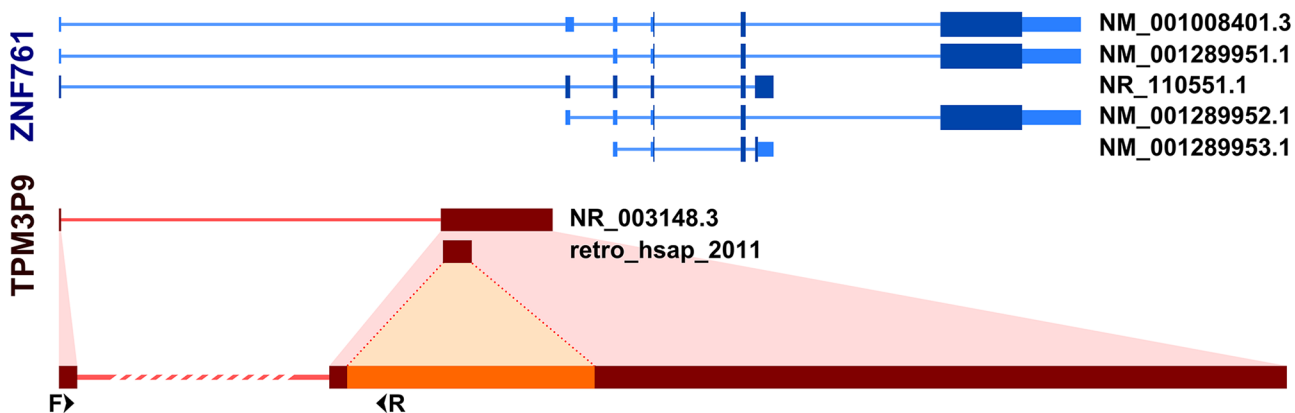 ZNF761
NM_001008401.3
NM_001289951.1
NR_110551.1
NM_001289952.1
NM_001289953.1
TPM3P9
NR_003148.3
retro_hsap_2011
F R